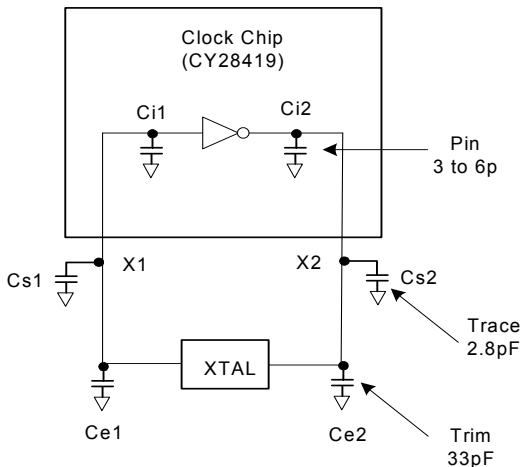 Clock Chip
(CY28419)
Ci1
Ci2
Pin
3 to 6p
Cs1
X1
X2
Cs2
Trace
2.8pF
XTAL
Ce1
Ce2
Trim
33pF